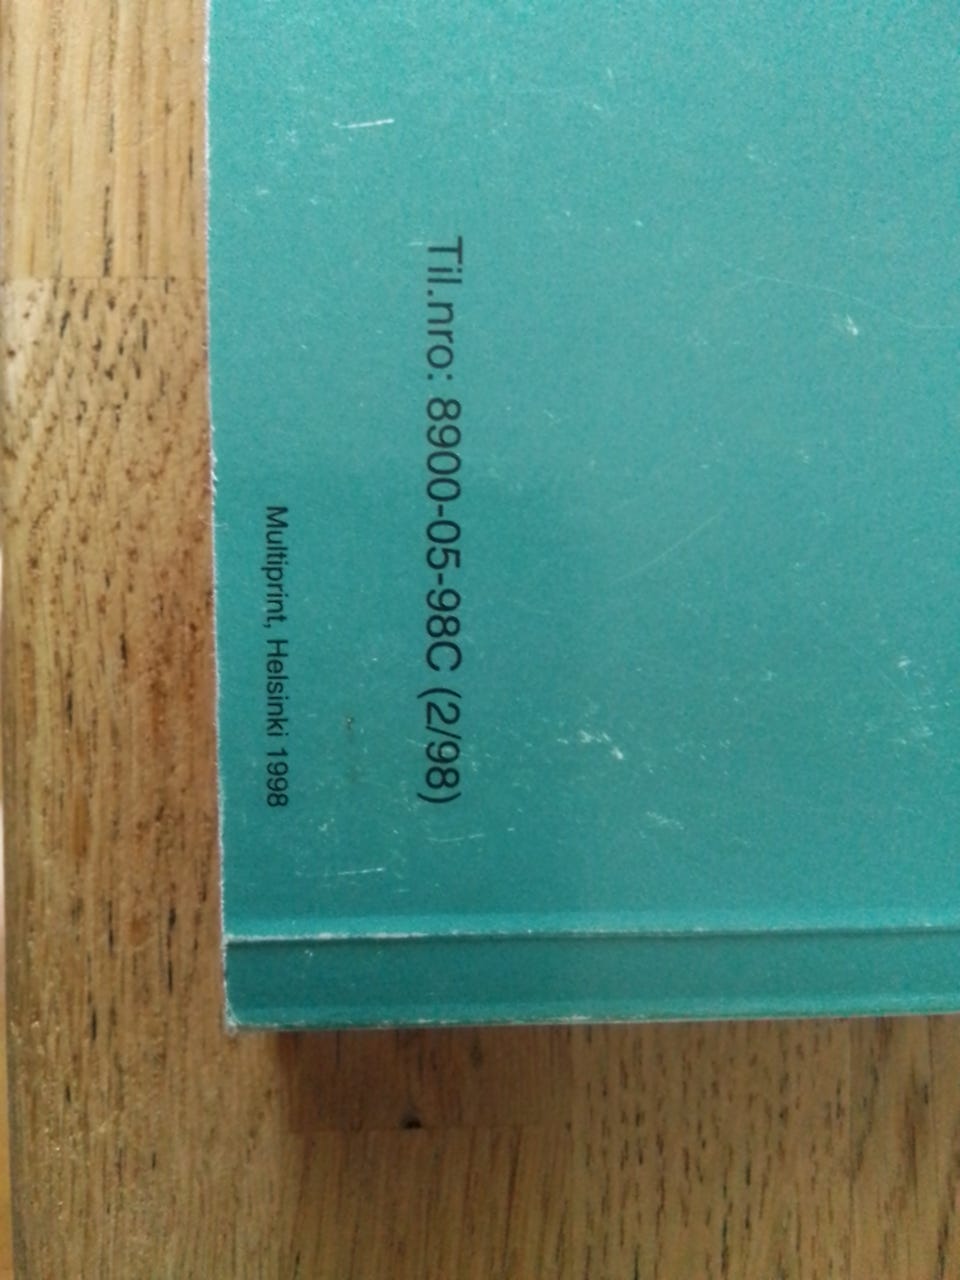 Til.nro: 8900-05-98C (2/98)
Multiprint, Helsinki 1998